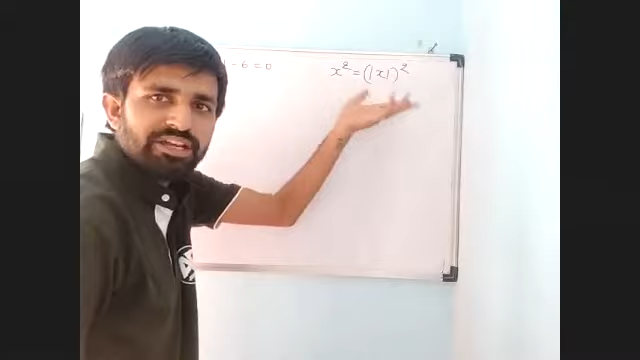 - 6 = 0
x² = (|x|)²